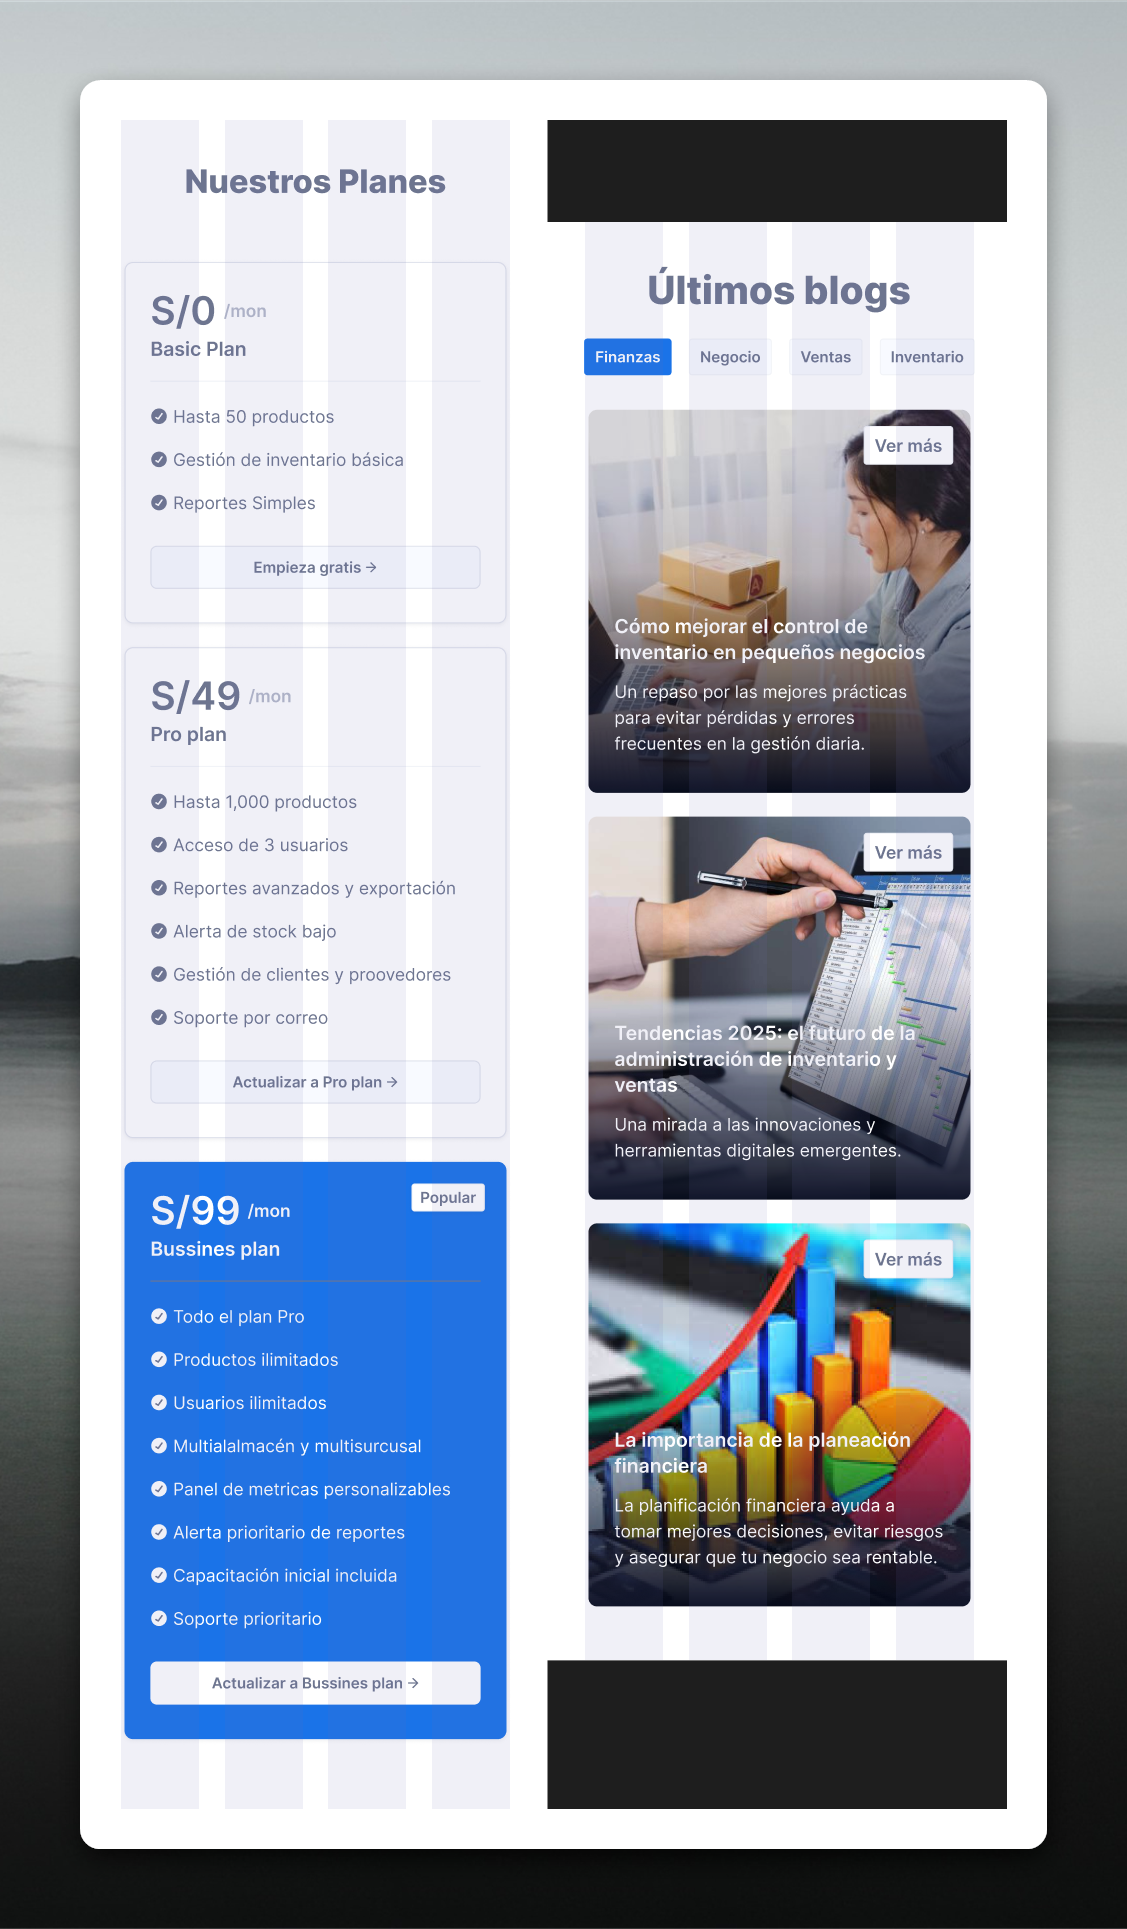 Nuestros Planes
S/0 /mon
Basic Plan
Hasta 50 productos
Gestión de inventario básica
Reportes Simples
Empieza gratis →
S/49 /mon
Pro plan
Hasta 1,000 productos
Acceso de 3 usuarios
Reportes avanzados y exportación
Alerta de stock bajo
Gestión de clientes y proovedores
Soporte por correo
Actualizar a Pro plan →
S/99 /mon
Popular
Bussines plan
Todo el plan Pro
Productos ilimitados
Usuarios ilimitados
Multialalmacén y multisurcusal
Panel de metricas personalizables
Alerta prioritario de reportes
Capacitación inicial incluida
Soporte prioritario
Actualizar a Bussines plan →
Últimos blogs
Finanzas
Negocio
Ventas
Inventario
Ver más
Cómo mejorar el control de
inventario en pequeños negocios
Un repaso por las mejores prácticas
para evitar pérdidas y errores
frecuentes en la gestión diaria.
Ver más
Tendencias 2025: el futuro de la
administración de inventario y
ventas
Una mirada a las innovaciones y
herramientas digitales emergentes.
Ver más
La importancia de la planeación
financiera
La planificación financiera ayuda a
tomar mejores decisiones, evitar riesgos
y asegurar que tu negocio sea rentable.